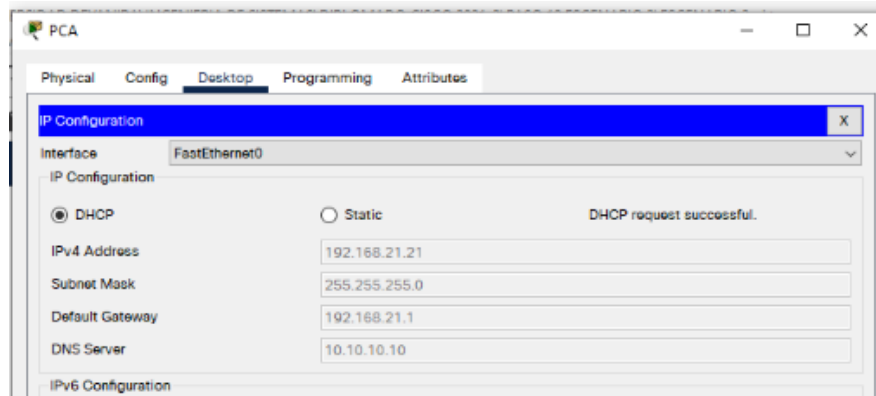 PCA
Physical Config Desktop Programming Attributes
IP Configuration X
Interface FastEthernet0
IP Configuration
DHCP Static DHCP request successful.
IPv4 Address 192.168.21.21
Subnet Mask 255.255.255.0
Default Gateway 192.168.21.1
DNS Server 10.10.10.10
IPv6 Configuration